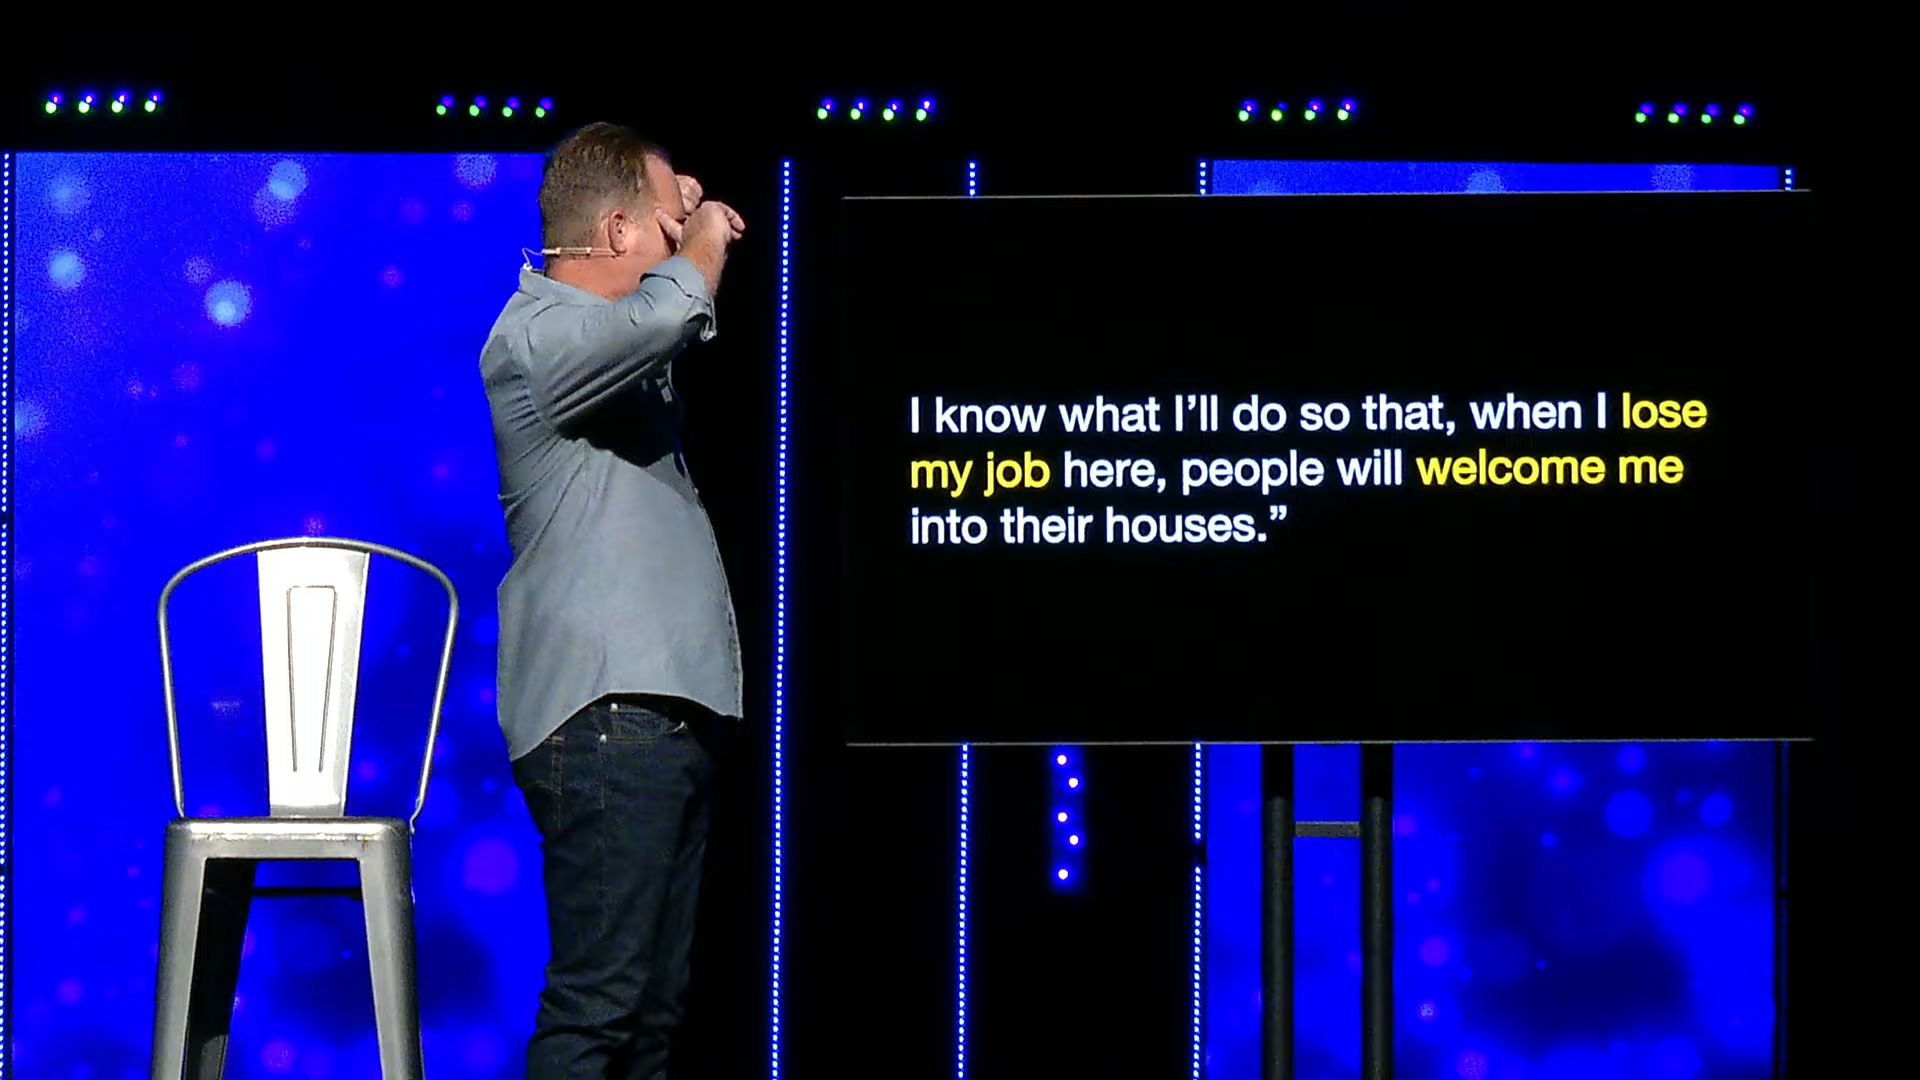 I know what I’ll do so that, when I lose
my job here, people will welcome me
into their houses.”